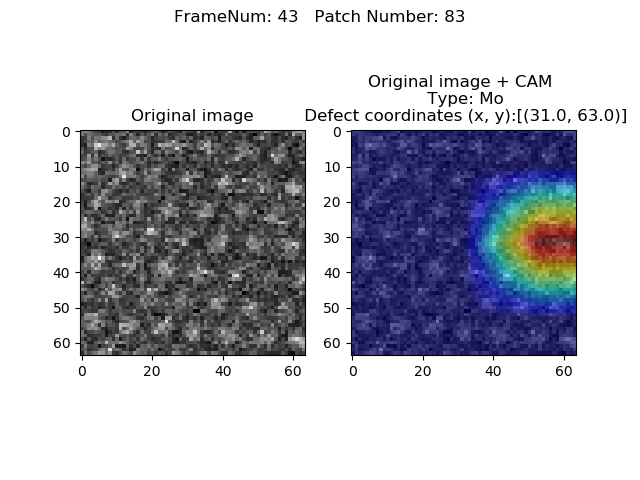 FrameNum: 43   Patch Number: 83
Original image
Original image + CAM
Type: Mo
Defect coordinates (x, y):[(31.0, 63.0)]
0
10
20
30
40
50
60
0 20 40 60
0
10
20
30
40
50
60
0 20 40 60